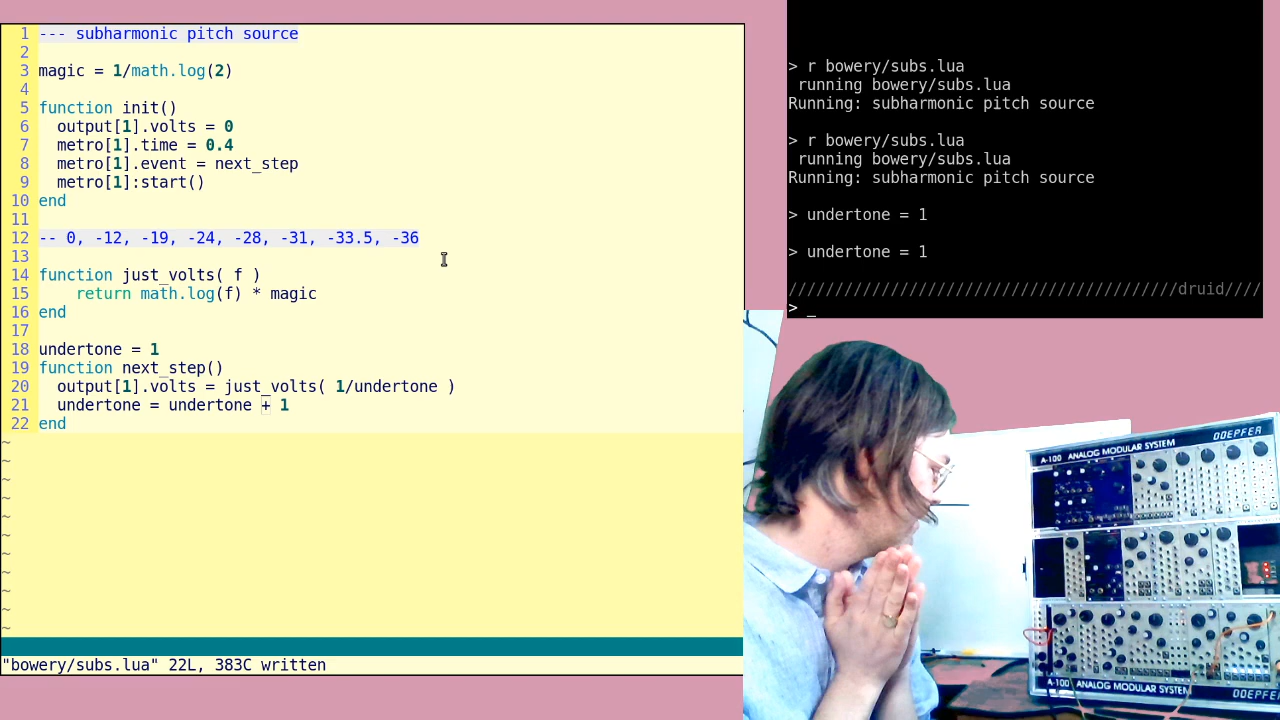 1 --- subharmonic pitch source
2
3 magic = 1/math.log(2)
4
5 function init()
6   output[1].volts = 0
7   metro[1].time = 0.4
8   metro[1].event = next_step
9   metro[1]:start()
10 end
11
12 -- 0, -12, -19, -24, -28, -31, -33.5, -36
13
14 function just_volts( f )
15     return math.log(f) * magic
16 end
17
18 undertone = 1
19 function next_step()
20   output[1].volts = just_volts( 1/undertone )
21   undertone = undertone + 1
22 end
~
~
~
~
~
~
~
~
~
~
~
"bowery/subs.lua" 22L, 383C written
> r bowery/subs.lua
 running bowery/subs.lua
Running: subharmonic pitch source
> r bowery/subs.lua
 running bowery/subs.lua
Running: subharmonic pitch source
> undertone = 1
> undertone = 1
//////////////////////////////////////////druid////
> _
A-100 ANALOG MODULAR SYSTEM DOEPFER
A-100 ANALOG MODULAR SYSTEM DOEPFER